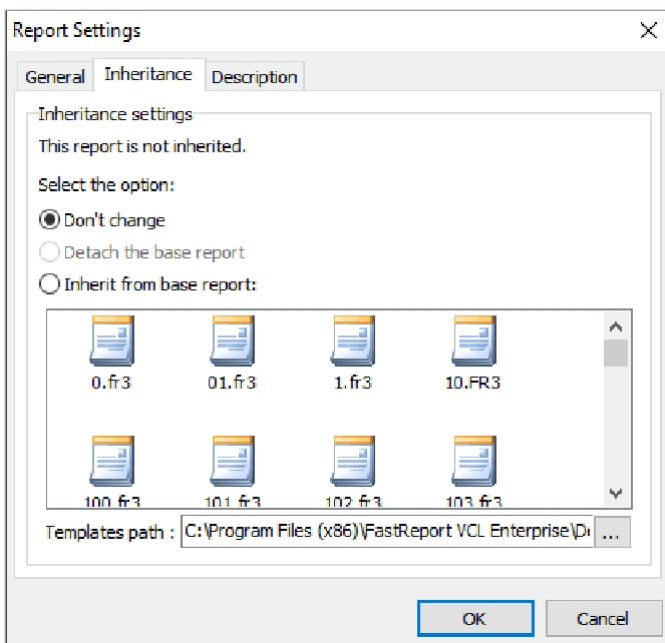 Report Settings
General Inheritance Description
Inheritance settings
This report is not inherited.
Select the option:
Don't change
Detach the base report
Inherit from base report:
0.fr3 01.fr3 1.fr3 10.FR3
100.fr3 101.fr3 102.fr3 103.fr3
Templates path : C:\Program Files (x86)\FastReport VCL Enterprise\ ...
OK Cancel